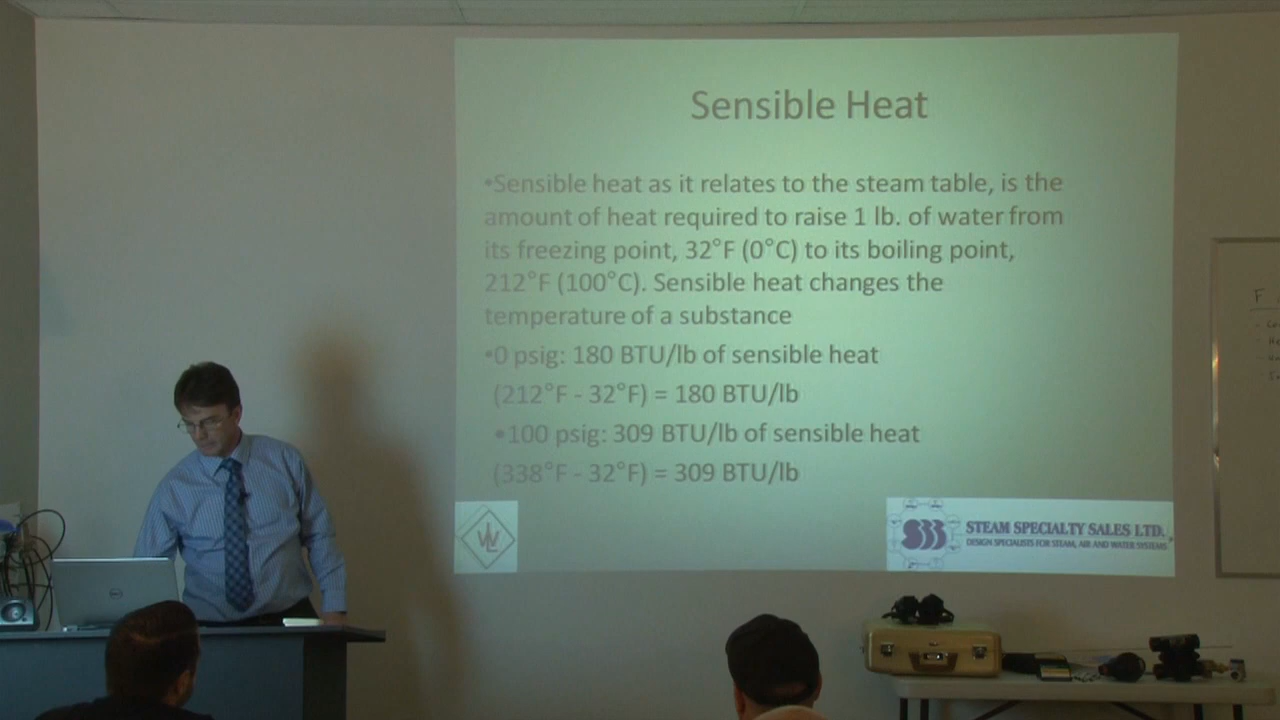 Sensible Heat
•Sensible heat as it relates to the steam table, is the
amount of heat required to raise 1 lb. of water from
its freezing point, 32°F (0°C) to its boiling point,
212°F (100°C). Sensible heat changes the
temperature of a substance
•0 psig: 180 BTU/lb of sensible heat
(212°F - 32°F) = 180 BTU/lb
•100 psig: 309 BTU/lb of sensible heat
(338°F - 32°F) = 309 BTU/lb
SSS
STEAM SPECIALTY SALES LTD.
DESIGN SPECIALISTS FOR STEAM, AIR AND WATER SYSTEMS
DELL
F